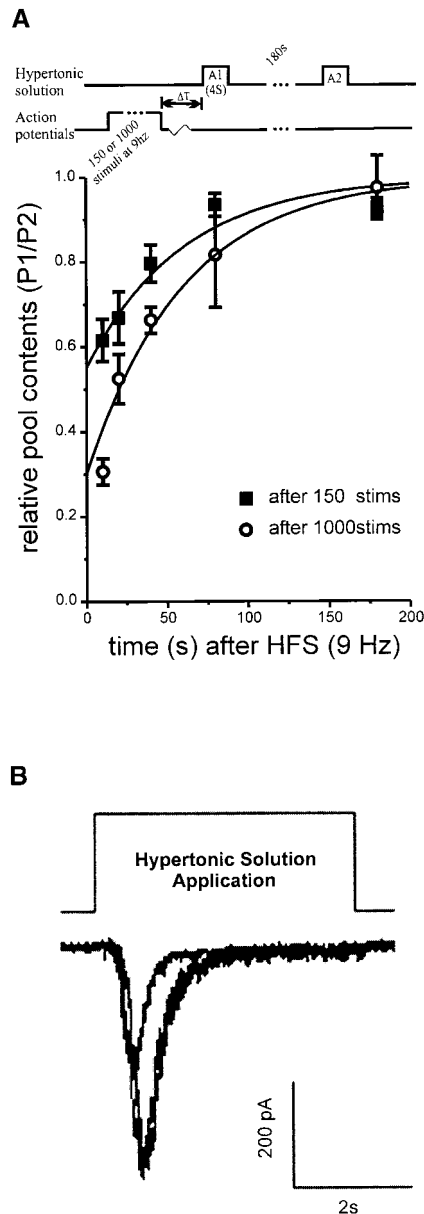 A
180s
Hypertonic
solution
A1
(4S)
...
A2
ΔT
Action
potentials
...
...
150 or 1000
stimuli at 9hz
relative pool contents (P1/P2)
1.0
0.8
0.6
0.4
0.2
0.0
after 150 stims
after 1000stims
0 50 100 150 200
time (s) after HFS (9 Hz)
B
Hypertonic Solution
Application
200 pA
2s